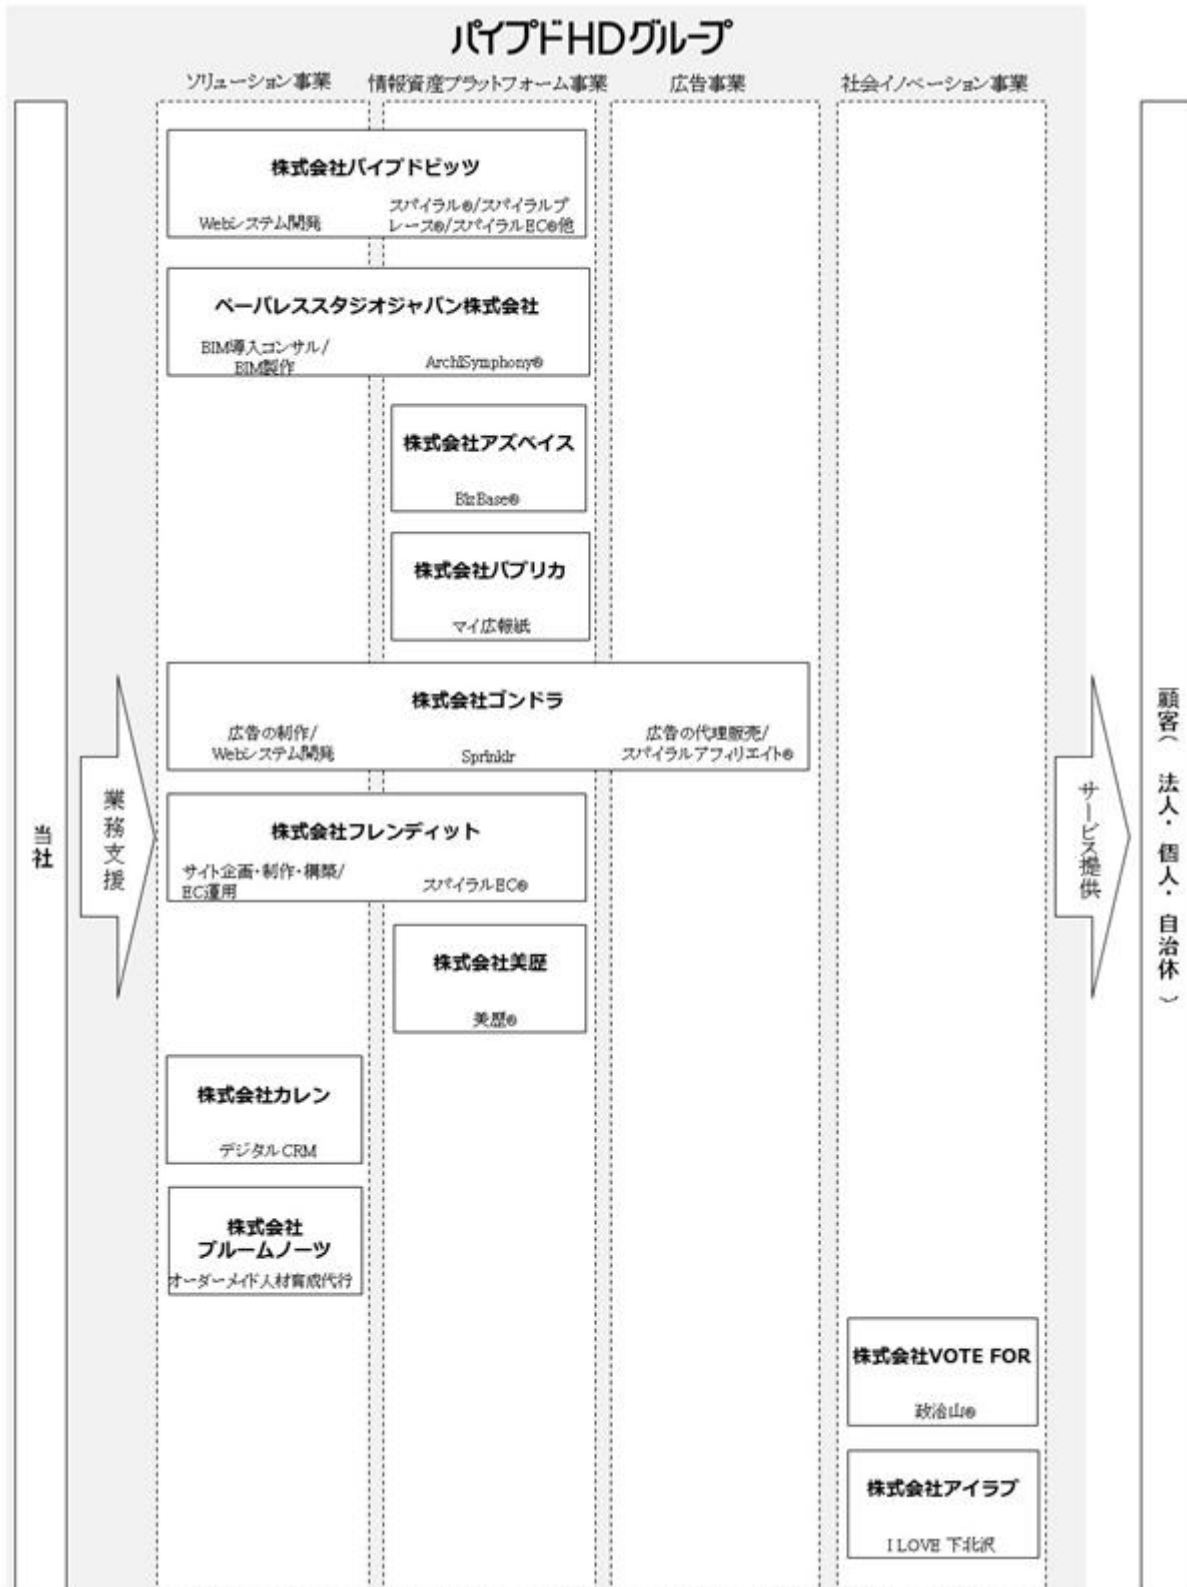 パイプドHDグループ
ソリューション事業
情報資産プラットフォーム事業
広告事業
社会イノベーション事業
当社
業務支援
株式会社パイプドビッツ
Webシステム開発
スパイラル®/スパイラルプ
レース®/スパイラルEC®他
ペーパレススタジオジャパン株式会社
BIM導入コンサル/
BIM製作
ArchiSymphony®
株式会社アズベイス
BizBase®
株式会社パブリカ
マイ広報紙
株式会社ゴンドラ
広告の制作/
Webシステム開発
Sprinklr
広告の代理販売/
スパイラルアフィリエイト®
株式会社フレンディット
サイト企画・制作・構築/
EC運用
スパイラルEC®
株式会社美歴
美歴®
株式会社カレン
デジタルCRM
株式会社
ブルームノーツ
オーダーメイド人材育成代行
株式会社VOTE FOR
政治山®
株式会社アイラブ
I LOVE 下北沢
サービス提供
顧客(法人・個人・自治体)